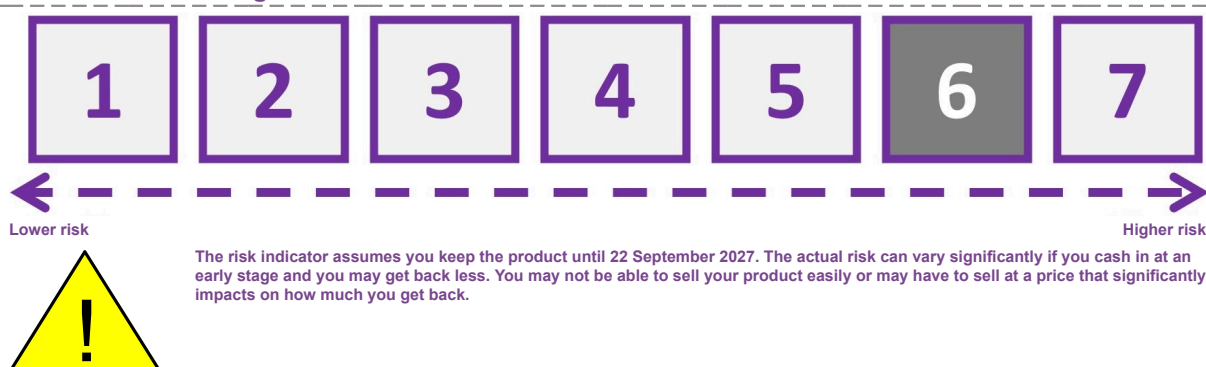 1 2 3 4 5 6 7
Lower risk Higher risk
The risk indicator assumes you keep the product until 22 September 2027. The actual risk can vary significantly if you cash in at an
early stage and you may get back less. You may not be able to sell your product easily or may have to sell at a price that significantly
impacts on how much you get back.
!